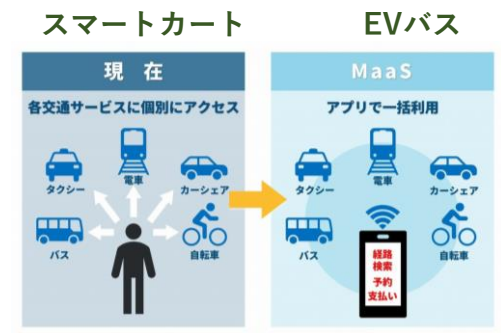 スマートカート
EVバス
現 在
各交通サービスに個別にアクセス
タクシー
電車
カーシェア
バス
自転車
MaaS
アプリで一括利用
タクシー
電車
カーシェア
バス
経路
検索
予約
支払い
自転車